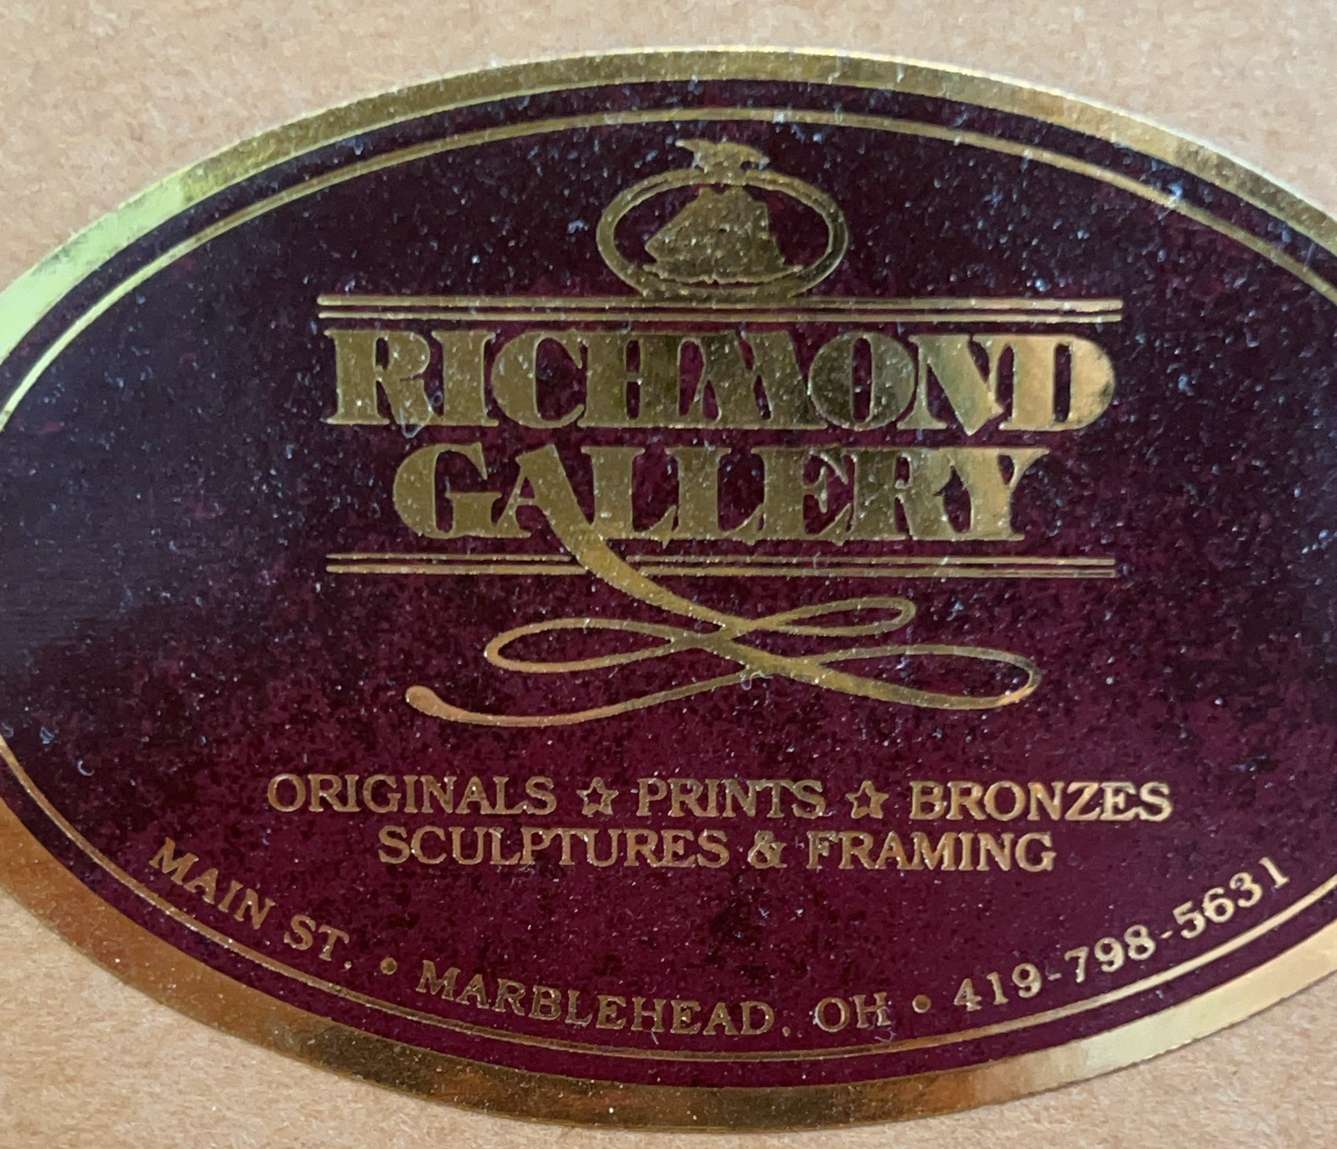 RICHMOND
GALLERY
ORIGINALS ☆ PRINTS ☆ BRONZES
SCULPTURES & FRAMING
MAIN ST. • MARBLEHEAD, OH • 419-798-5631